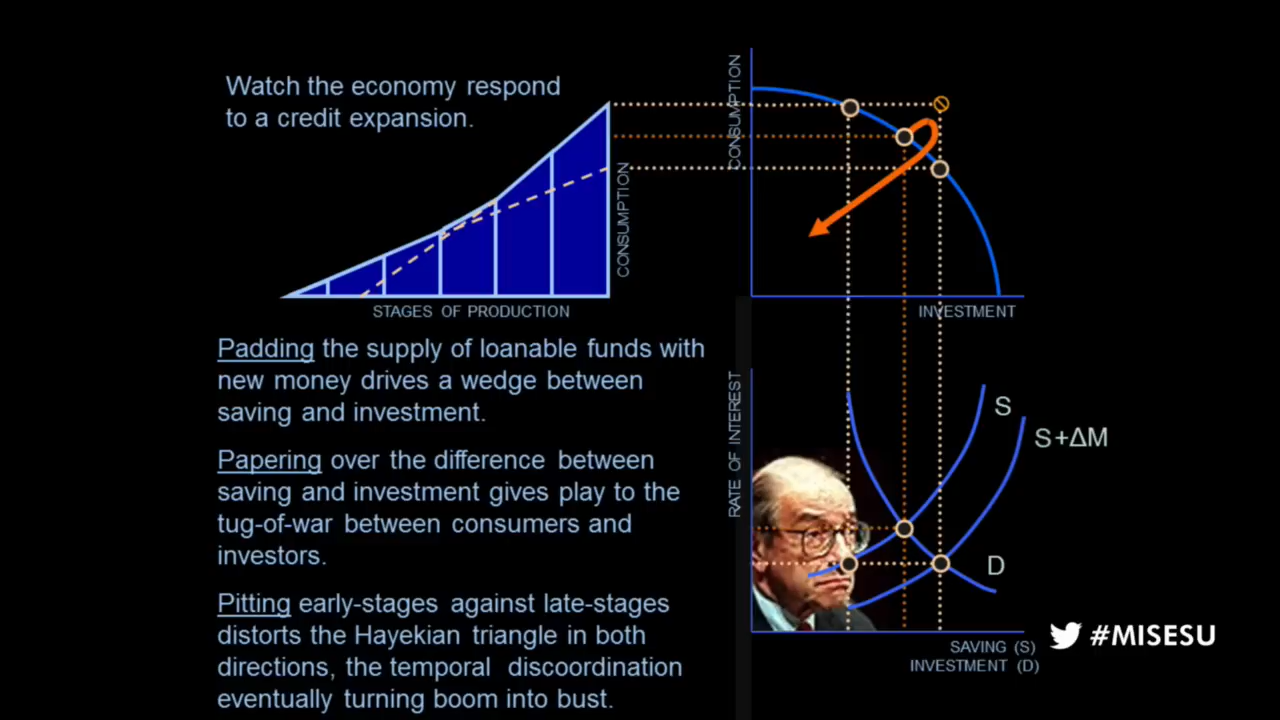 Watch the economy respond
to a credit expansion.
CONSUMPTION
STAGES OF PRODUCTION
CONSUMPTION
INVESTMENT
Padding the supply of loanable funds with
new money drives a wedge between
saving and investment.
Papering over the difference between
saving and investment gives play to the
tug-of-war between consumers and
investors.
Pitting early-stages against late-stages
distorts the Hayekian triangle in both
directions, the temporal discoordination
eventually turning boom into bust.
RATE OF INTEREST
S
S+ΔM
D
SAVING (S)
INVESTMENT (D)
#MISESU